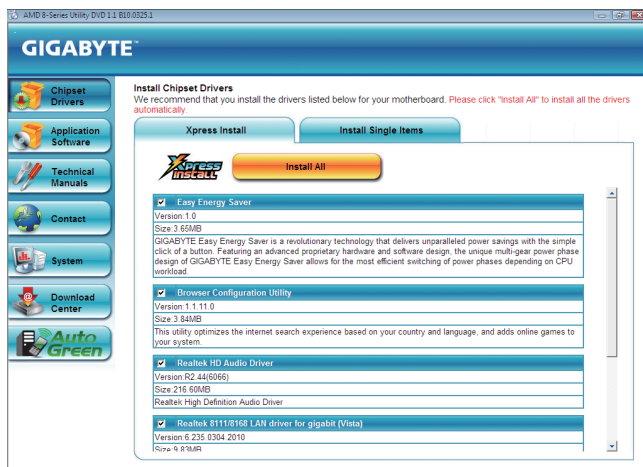 AMD 8-Series Utility DVD 1.1 B10.0325.1
GIGABYTE™
Chipset
Drivers
Application
Software
Technical
Manuals
Contact
System
Download
Center
Auto
Green
Install Chipset Drivers
We recommend that you install the drivers listed below for your motherboard. Please click "Install All" to install all the drivers
automatically.
Xpress Install
Install Single Items
Xpress
Install
Install All
Easy Energy Saver
Version:1.0
Size:3.65MB
GIGABYTE Easy Energy Saver is a revolutionary technology that delivers unparalleled power savings with the simple
click of a button. Featuring an advanced proprietary hardware and software design, the unique multi-gear power phase
design of GIGABYTE Easy Energy Saver allows for the most efficient switching of power phases depending on CPU
workload.
Browser Configuration Utility
Version:1.1.11.0
Size:3.84MB
This utility optimizes the internet search experience based on your country and language, and adds online games to
your system.
Realtek HD Audio Driver
Version:R2.44(6066)
Size:216.60MB
Realtek High Definition Audio Driver
Realtek 8111/8168 LAN driver for gigabit (Vista)
Version:6.235.0304.2010
Size:9.83MB